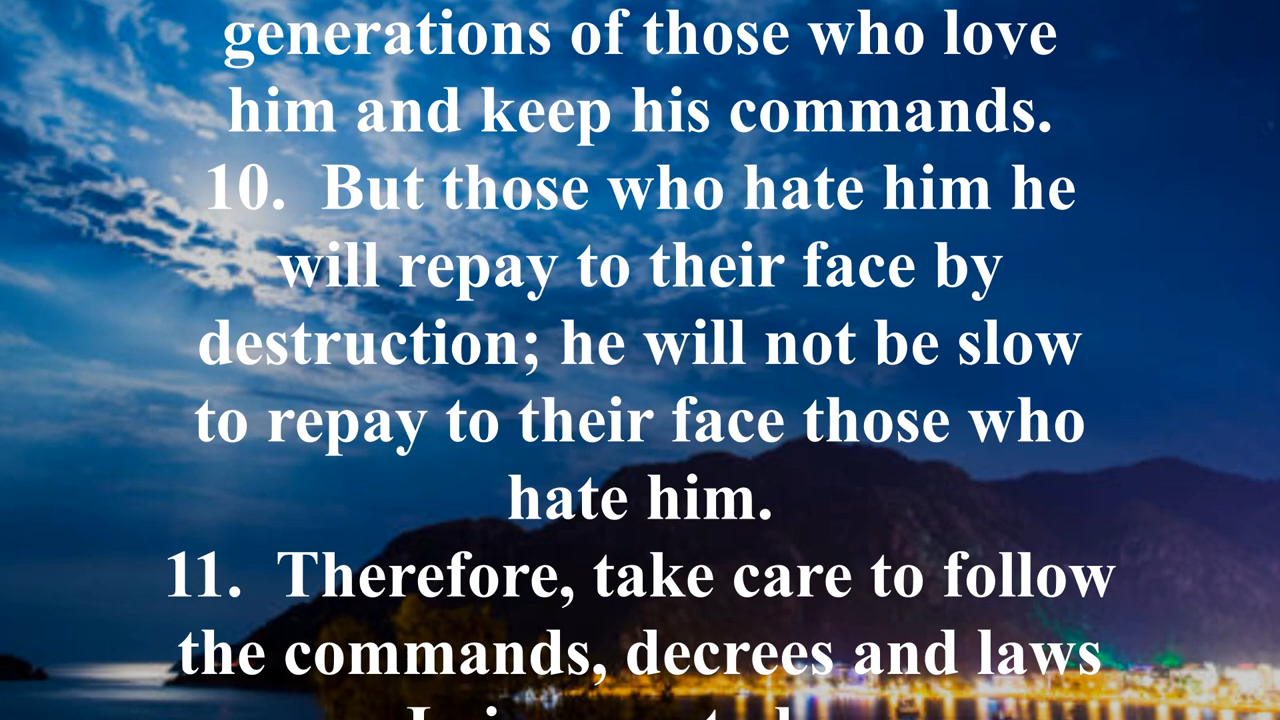 generations of those who love
him and keep his commands.
10.  But those who hate him he
will repay to their face by
destruction; he will not be slow
to repay to their face those who
hate him.
11.  Therefore, take care to follow
the commands, decrees and laws